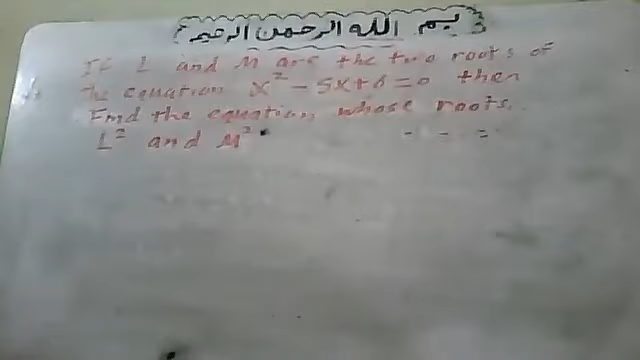 بسم الله الرحمن الرحيم
If L and M are the two roots of
the equation x² - 5x+6=0 then
Find the equation whose roots.
L² and M² - - =